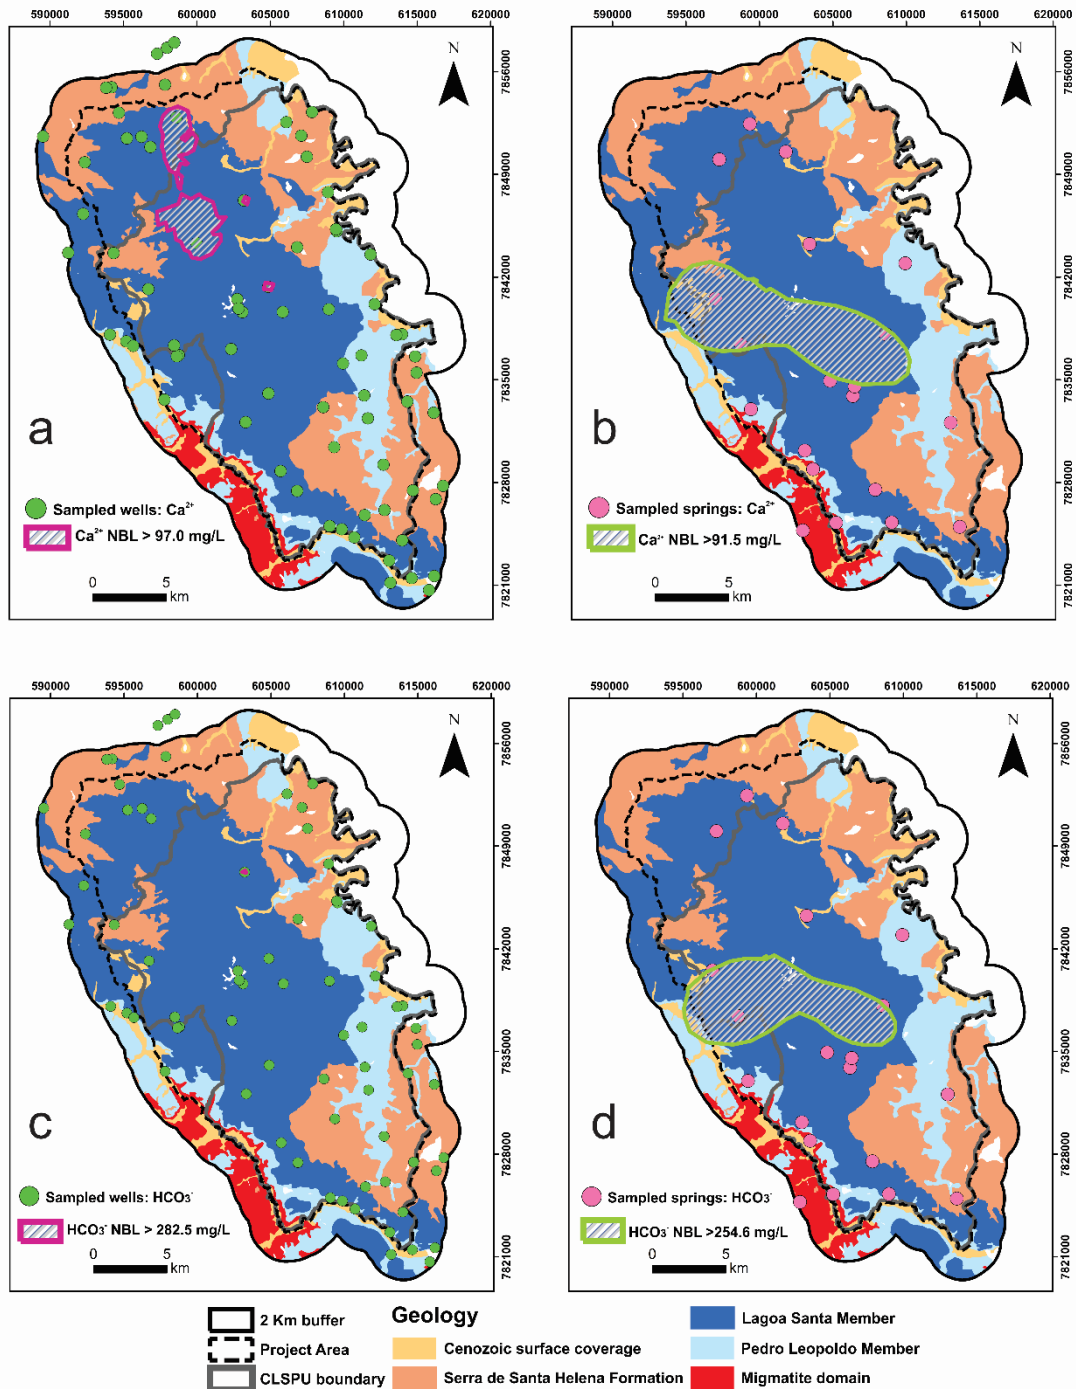 590000 595000 600000 605000 610000 615000 620000
590000 595000 600000 605000 610000 615000 620000
N
N
7856000
7849000
7842000
7835000
7828000
7821000
7856000
7849000
7842000
7835000
7828000
7821000
a
b
Sampled wells: Ca²⁺
Ca²⁺ NBL > 97.0 mg/L
0 5
km
Sampled springs: Ca²⁺
Ca²⁺ NBL >91.5 mg/L
0 5
km
590000 595000 600000 605000 610000 615000 620000
590000 595000 600000 605000 610000 615000 620000
N
N
7856000
7849000
7842000
7835000
7828000
7821000
7856000
7849000
7842000
7835000
7828000
7821000
c
d
Sampled wells: HCO₃⁻
HCO₃⁻ NBL > 282.5 mg/L
0 5
km
Sampled springs: HCO₃⁻
HCO₃⁻ NBL >254.6 mg/L
0 5
km
2 Km buffer
Project Area
CLSPU boundary
Geology
Cenozoic surface coverage
Serra de Santa Helena Formation
Lagoa Santa Member
Pedro Leopoldo Member
Migmatite domain